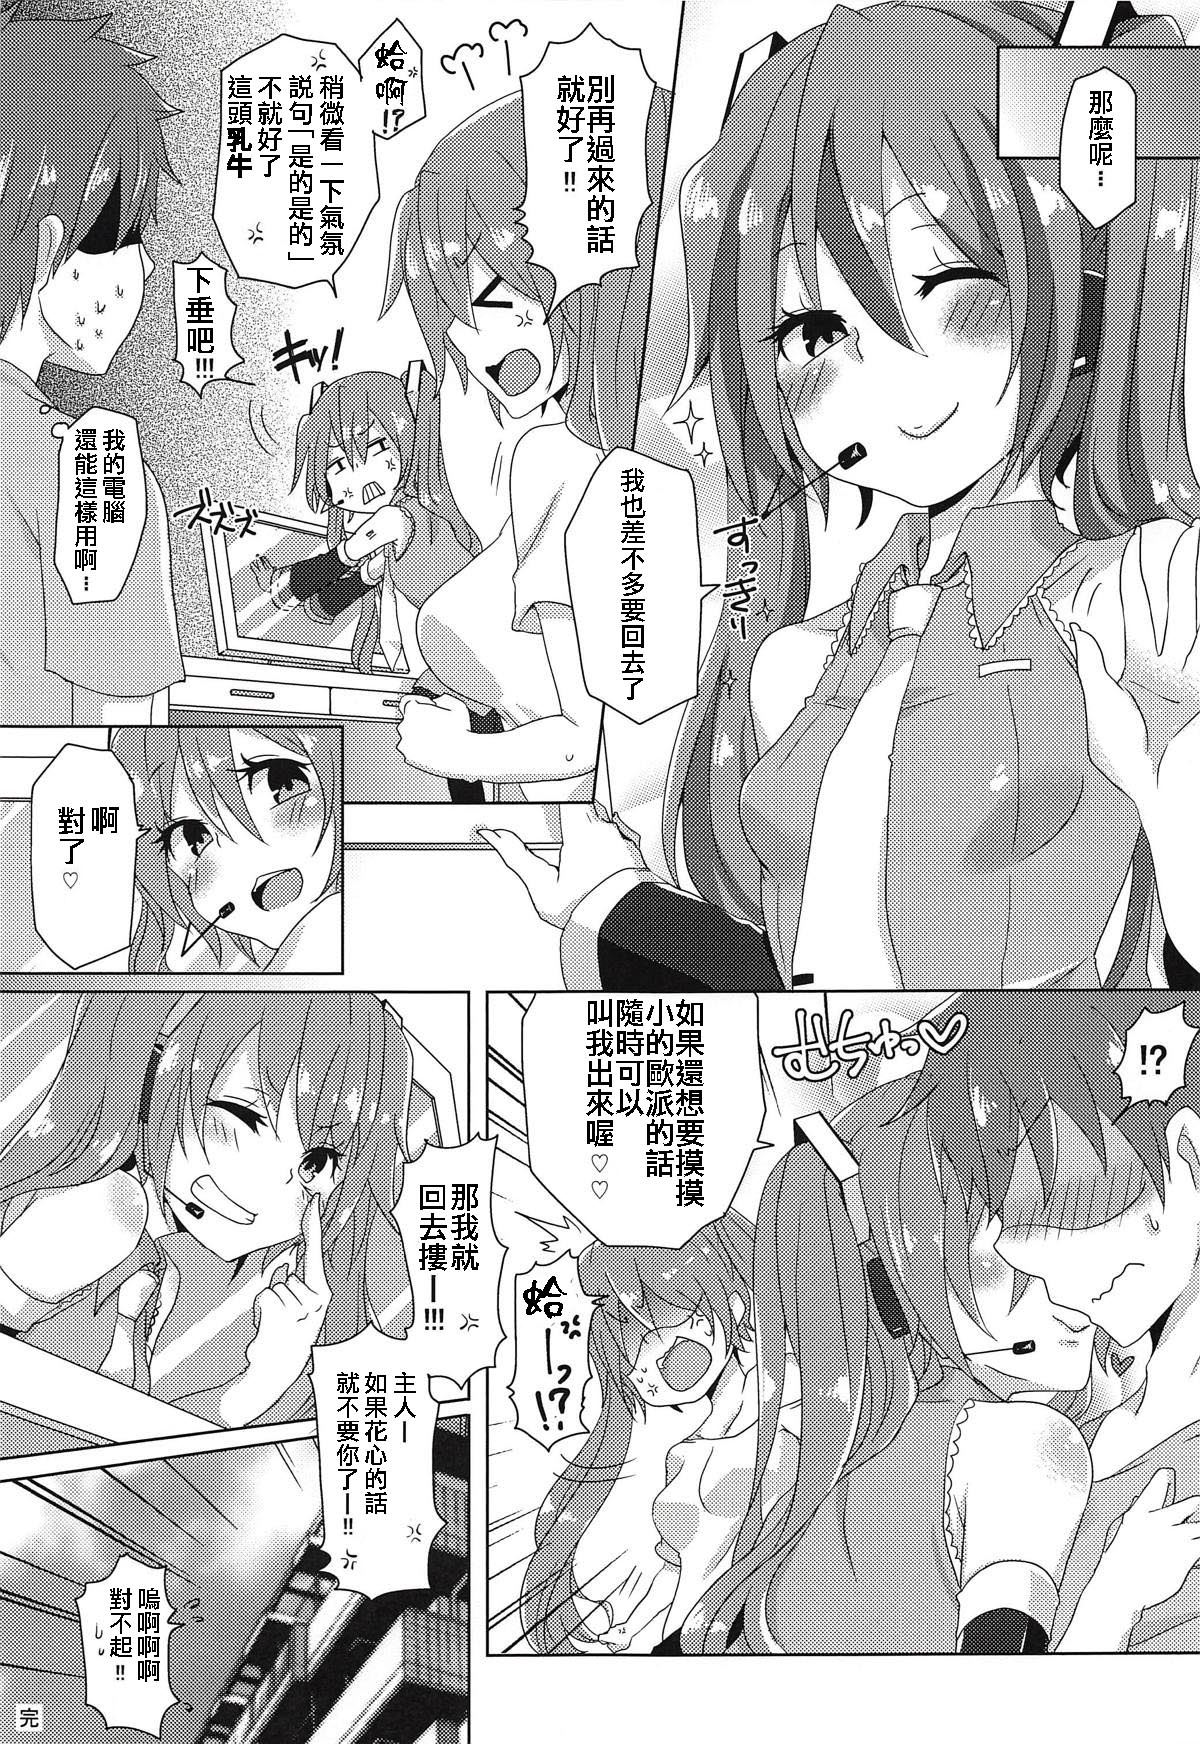 那麼呢…
我也差不多要回去了
すっきり
別再過來的話
就好了!!
蛤
啊!?
稍微看一下氣氛
説句「是的是的」
不就好了
這頭乳牛
下垂吧!!!
キッ!
ズズズ
我的電腦
還能這樣用啊…
啊
對了♡
!?
むちゅっ♡
如果還想要摸摸
小的歐派的話
隨時可以
叫我出來喔♡♡
蛤ーっ!?
那我就
回去摟ー!!!
主人ー
如果花心的話
就不要你了ー!!
嗚啊啊啊
對不起!!
完